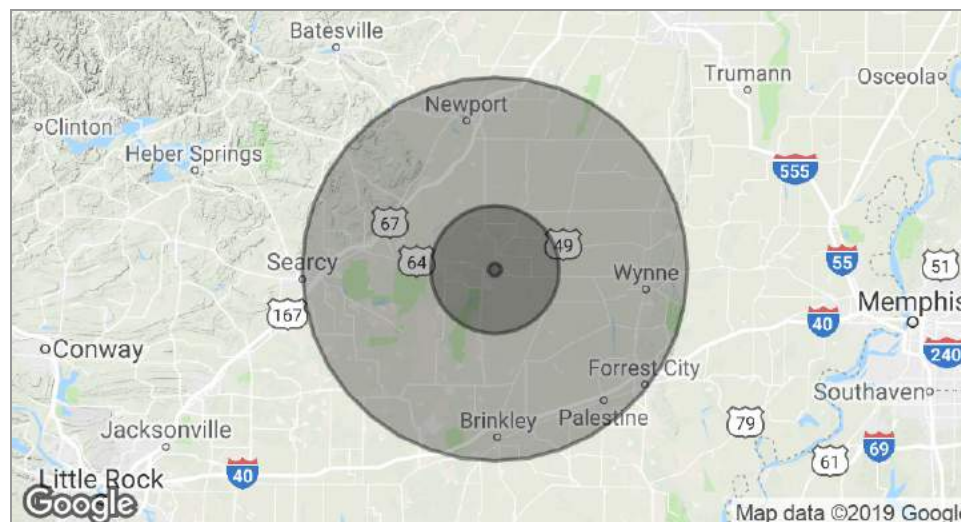 Batesville
Trumann
Osceola
Newport
Clinton
Heber Springs
555
67
49
64
55
51
Searcy
Wynne
167
Memphis
40
Conway
240
Forrest City
Southaven
Palestine
Brinkley
79
Jacksonville
69
61
40
Little Rock
Google
Map data ©2019 Google